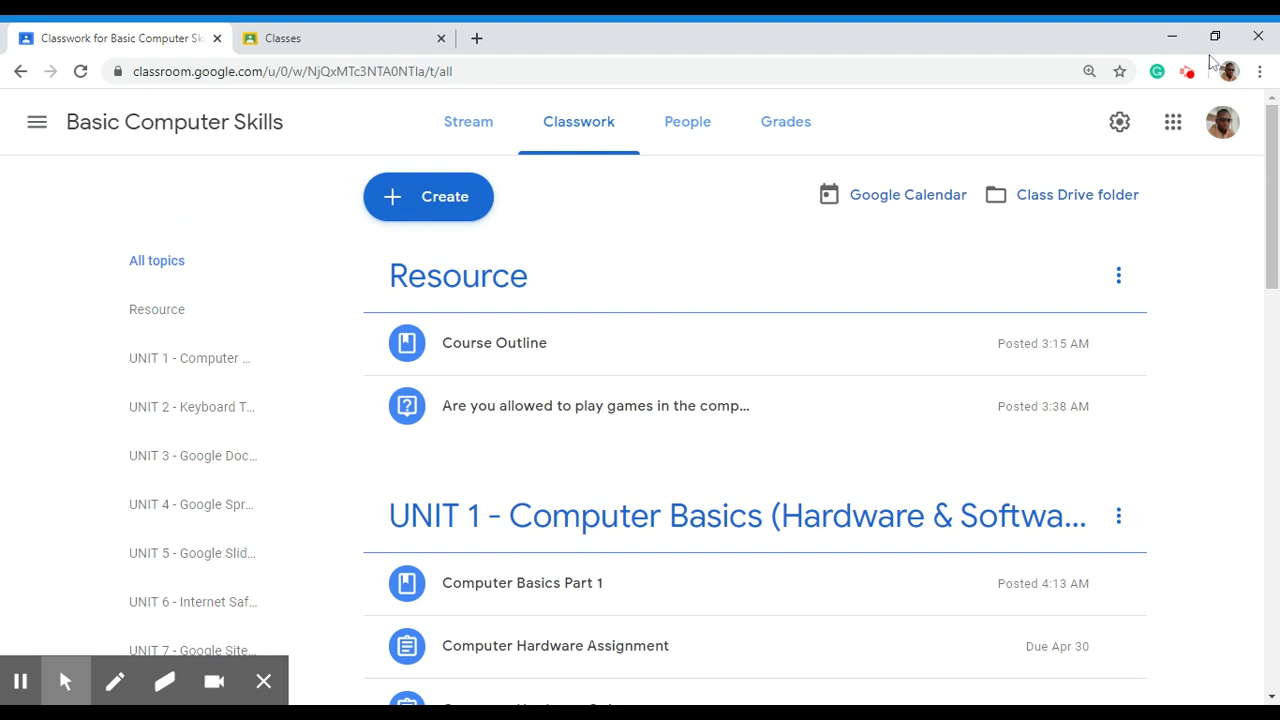 Classwork for Basic Computer Sk
Classes
classroom.google.com/u/0/w/NjQxMTc3NTA0NTla/t/all
Basic Computer Skills
Stream
Classwork
People
Grades
Create
Google Calendar
Class Drive folder
All topics
Resource
UNIT 1 - Computer ...
UNIT 2 - Keyboard T...
UNIT 3 - Google Doc...
UNIT 4 - Google Spr...
UNIT 5 - Google Slid...
UNIT 6 - Internet Saf...
UNIT 7 - Google Site...
Resource
Course Outline
Posted 3:15 AM
Are you allowed to play games in the comp...
Posted 3:38 AM
UNIT 1 - Computer Basics (Hardware & Softwa...
Computer Basics Part 1
Posted 4:13 AM
Computer Hardware Assignment
Due Apr 30